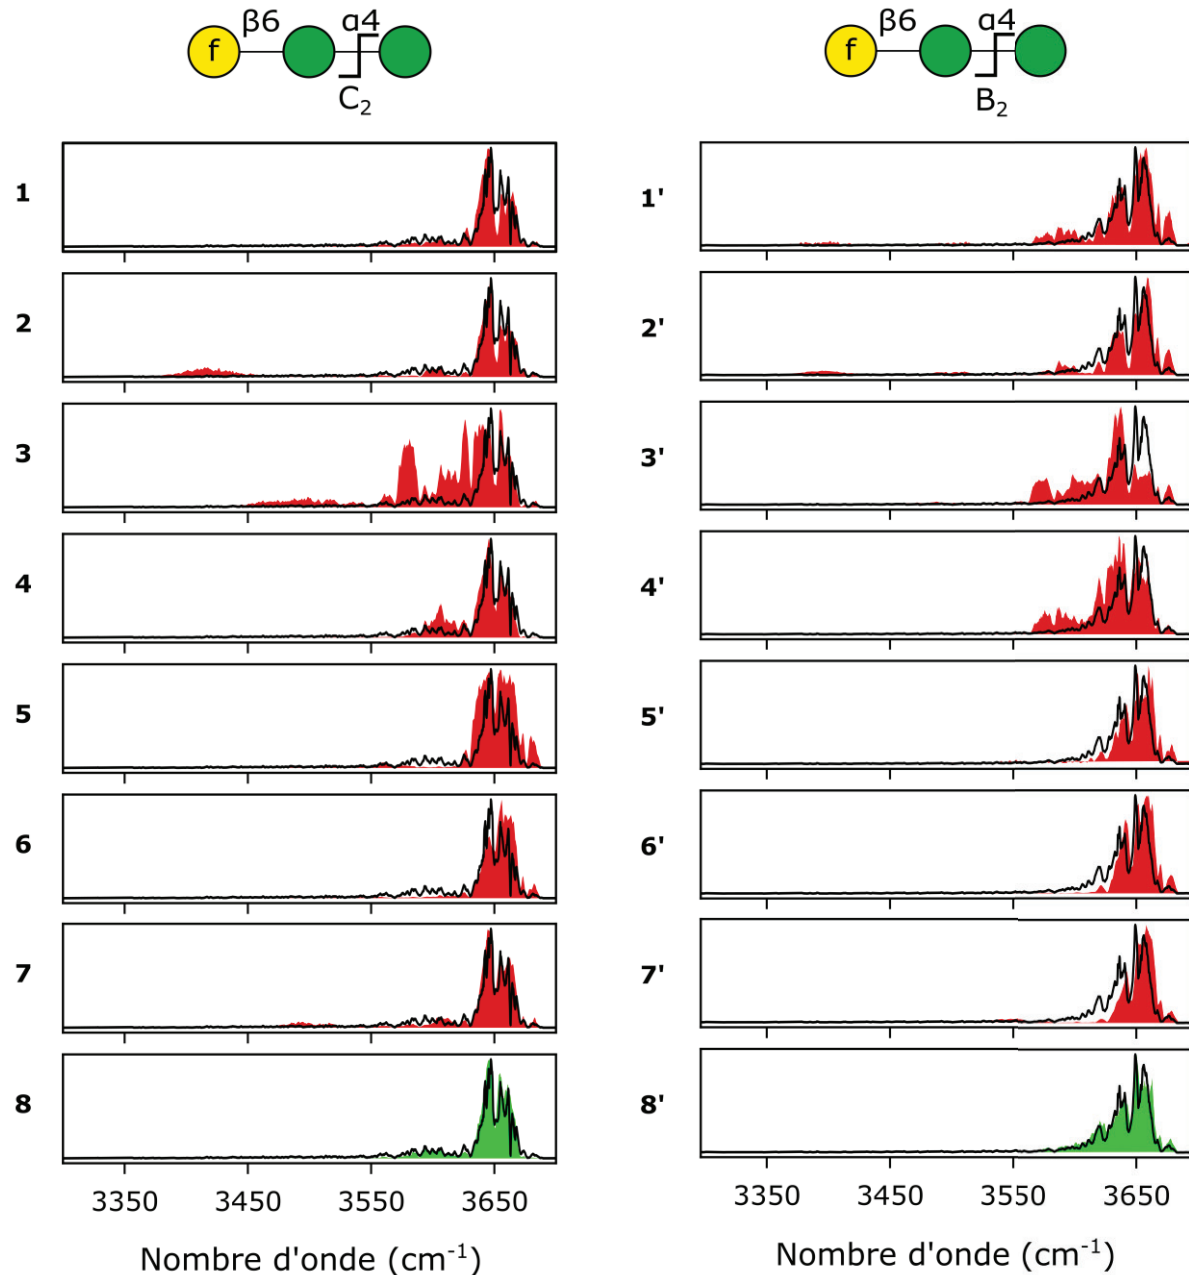 β6 α4 β6 α4
f f
C₂ B₂
1 1'
2 2'
3 3'
4 4'
5 5'
6 6'
7 7'
8 8'
3350 3450 3550 3650 3350 3450 3550 3650
Nombre d'onde (cm⁻¹) Nombre d'onde (cm⁻¹)